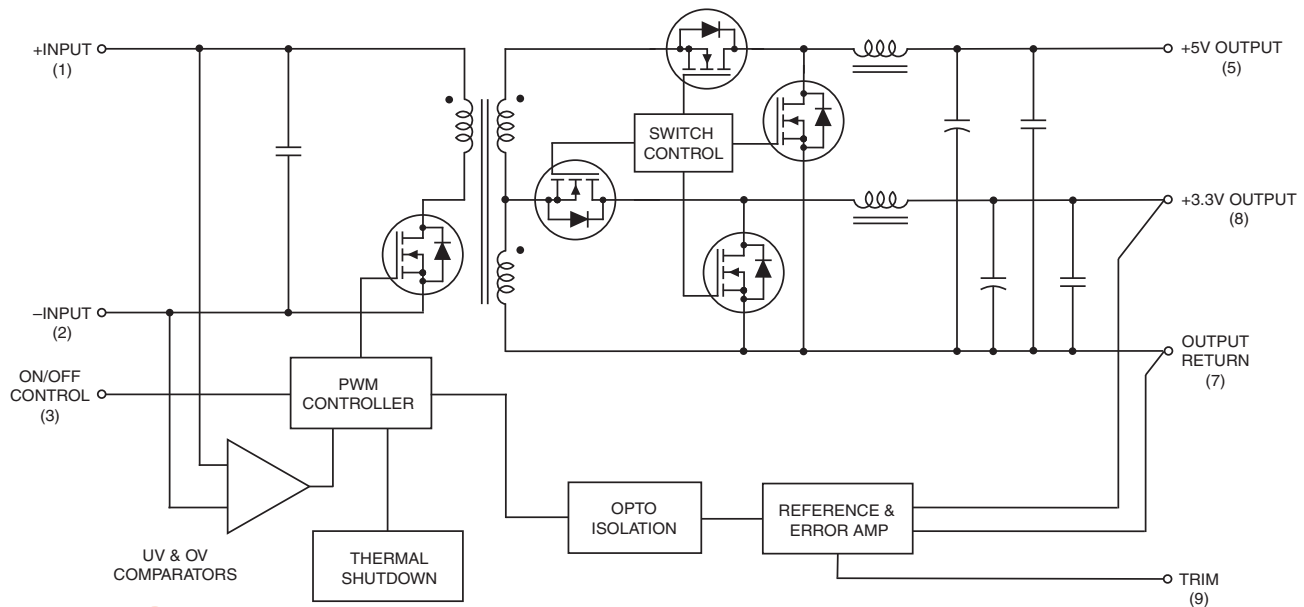 +INPUT
(1)
+5V OUTPUT
(5)
SWITCH
CONTROL
+3.3V OUTPUT
(8)
–INPUT
(2)
OUTPUT
RETURN
(7)
ON/OFF
CONTROL
(3)
PWM
CONTROLLER
OPTO
ISOLATION
REFERENCE &
ERROR AMP
UV & OV
COMPARATORS
THERMAL
SHUTDOWN
TRIM
(9)